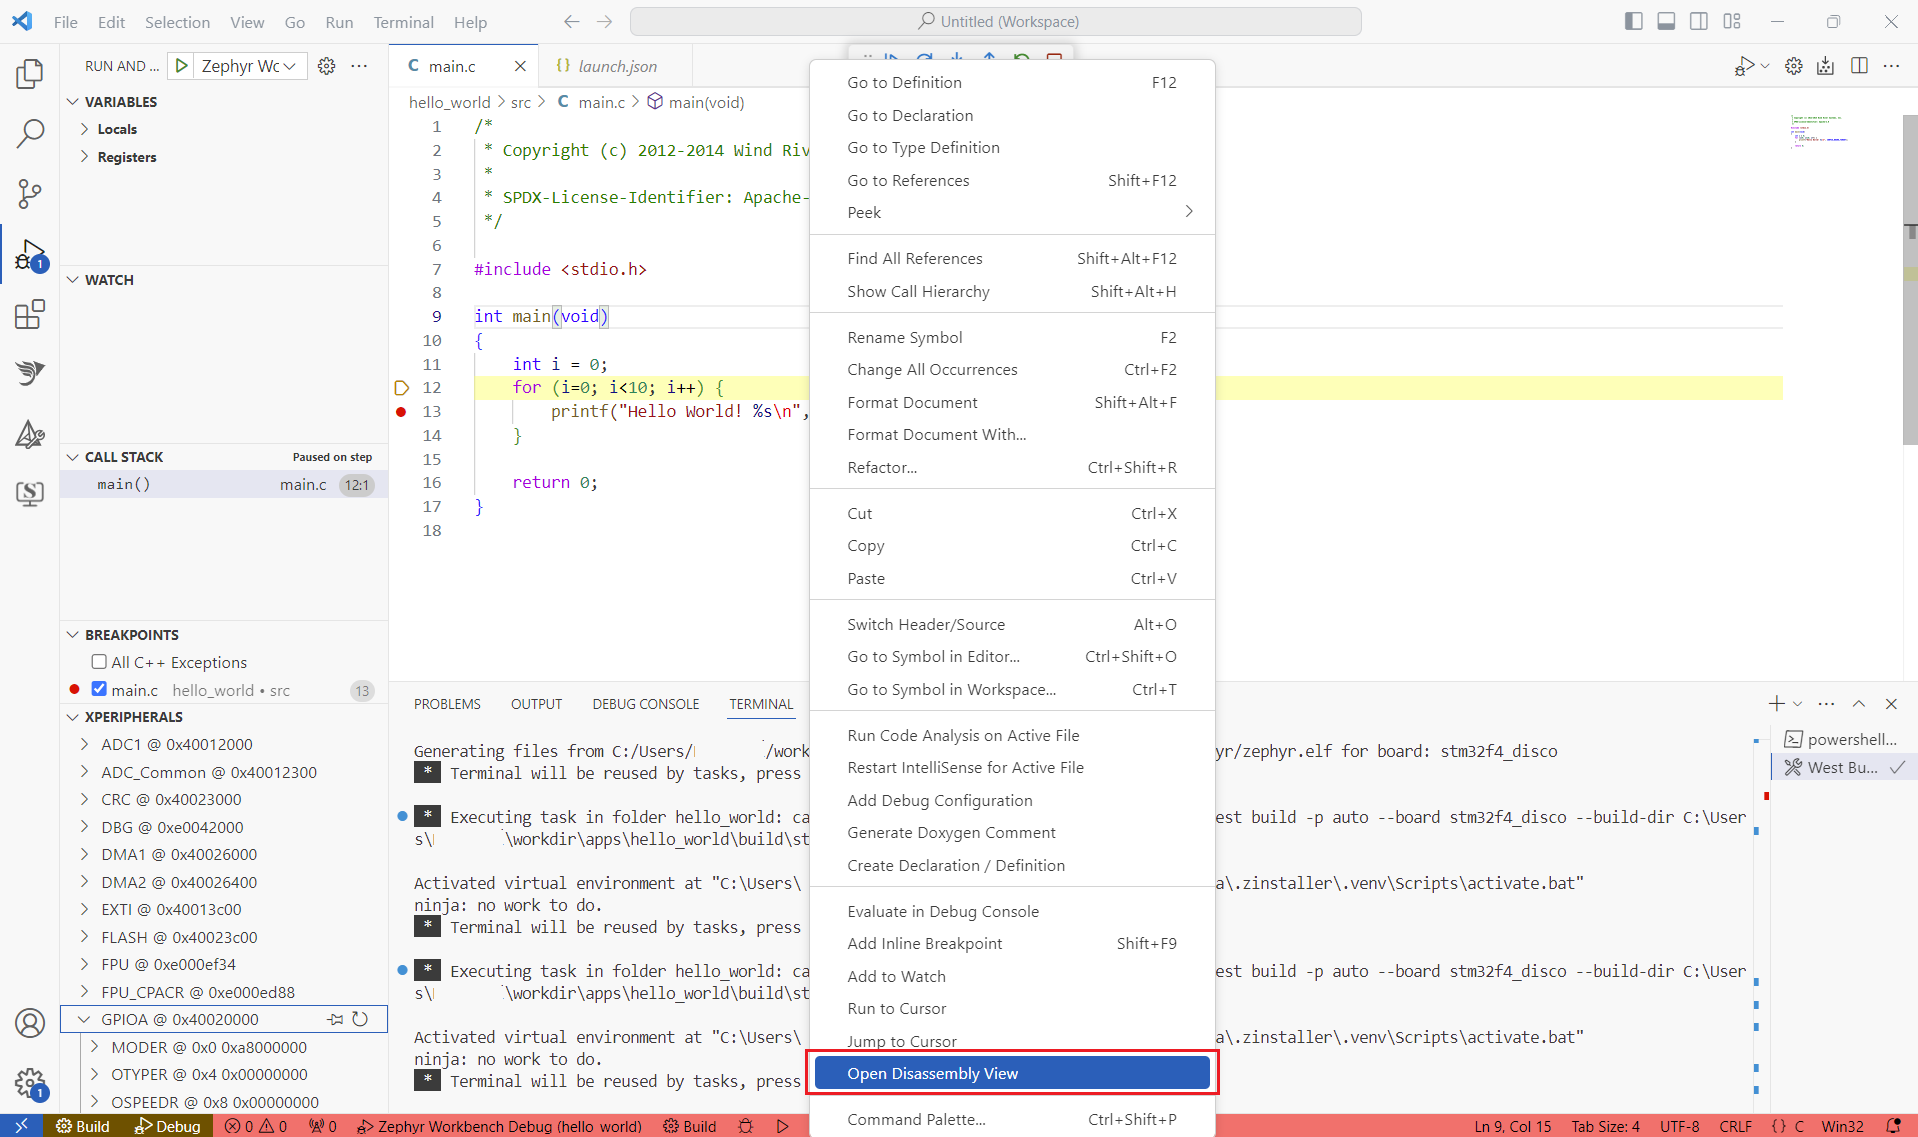 File Edit Selection View Go Run Terminal Help
Untitled (Workspace)
RUN AND ...
Zephyr Wc
main.c
launch.json
hello_world > src > C main.c > main(void)
VARIABLES
Locals
Registers
WATCH
CALL STACK
Paused on step
main()
main.c
12:1
BREAKPOINTS
All C++ Exceptions
main.c hello_world • src
13
XPERIPHERALS
ADC1 @ 0x40012000
ADC_Common @ 0x40012300
CRC @ 0x40023000
DBG @ 0xe0042000
DMA1 @ 0x40026000
DMA2 @ 0x40026400
EXTI @ 0x40013c00
FLASH @ 0x40023c00
FPU @ 0xe000ef34
FPU_CPACR @ 0xe000ed88
GPIOA @ 0x40020000
MODER @ 0x0 0xa8000000
OTYPER @ 0x4 0x00000000
OSPEEDR @ 0x8 0x00000000
1 /*
2 * Copyright (c) 2012-2014 Wind Riv
3 *
4 * SPDX-License-Identifier: Apache-
5 */
6
7 #include <stdio.h>
8
9 int main(void)
10 {
11 int i = 0;
12 for (i=0; i<10; i++) {
13 printf("Hello World! %s\n",
14 }
15
16 return 0;
17 }
18
Go to Definition F12
Go to Declaration
Go to Type Definition
Go to References Shift+F12
Peek
Find All References Shift+Alt+F12
Show Call Hierarchy Shift+Alt+H
Rename Symbol F2
Change All Occurrences Ctrl+F2
Format Document Shift+Alt+F
Format Document With...
Refactor... Ctrl+Shift+R
Cut Ctrl+X
Copy Ctrl+C
Paste Ctrl+V
Switch Header/Source Alt+O
Go to Symbol in Editor... Ctrl+Shift+O
Go to Symbol in Workspace... Ctrl+T
Run Code Analysis on Active File
Restart IntelliSense for Active File
Add Debug Configuration
Generate Doxygen Comment
Create Declaration / Definition
Evaluate in Debug Console
Add Inline Breakpoint Shift+F9
Add to Watch
Run to Cursor
Jump to Cursor
Open Disassembly View
Command Palette... Ctrl+Shift+P
PROBLEMS OUTPUT DEBUG CONSOLE TERMINAL
Generating files from C:/Users/ /work yr/zephyr.elf for board: stm32f4_disco
* Terminal will be reused by tasks, press
* Executing task in folder hello_world: ca est build -p auto --board stm32f4_disco --build-dir C:\User
s\ \workdir\apps\hello_world\build\st
Activated virtual environment at "C:\Users\ a\.zinstaller\.venv\Scripts\activate.bat"
ninja: no work to do.
* Terminal will be reused by tasks, press
* Executing task in folder hello_world: ca est build -p auto --board stm32f4_disco --build-dir C:\User
s\ \workdir\apps\hello_world\build\st
Activated virtual environment at "C:\Users\ a\.zinstaller\.venv\Scripts\activate.bat"
ninja: no work to do.
* Terminal will be reused by tasks, press
powershell...
West Bu...
Build Debug 0 0 0 Zephyr Workbench Debug (hello_world) Build Ln 9, Col 15 Tab Size: 4 UTF-8 CRLF {} C Win32